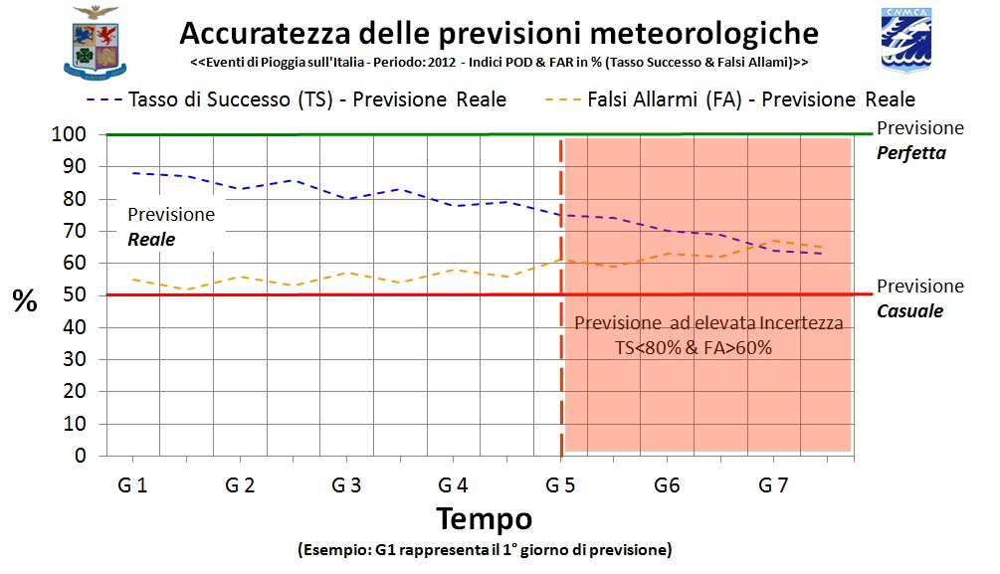 Accuratezza delle previsioni meteorologiche
<<Eventi di Pioggia sull'Italia - Periodo: 2012 - Indici POD & FAR in % (Tasso Successo & Falsi Allami)>>
CNMCA
Tasso di Successo (TS) - Previsione Reale
Falsi Allarmi (FA) - Previsione Reale
100
90
80
70
60
50
40
30
20
10
0
%
Previsione
Perfetta
Previsione
Reale
Previsione
Casuale
Previsione ad elevata Incertezza
TS<80% & FA>60%
G 1
G 2
G 3
G 4
G 5
G6
G 7
Tempo
(Esempio: G1 rappresenta il 1° giorno di previsione)